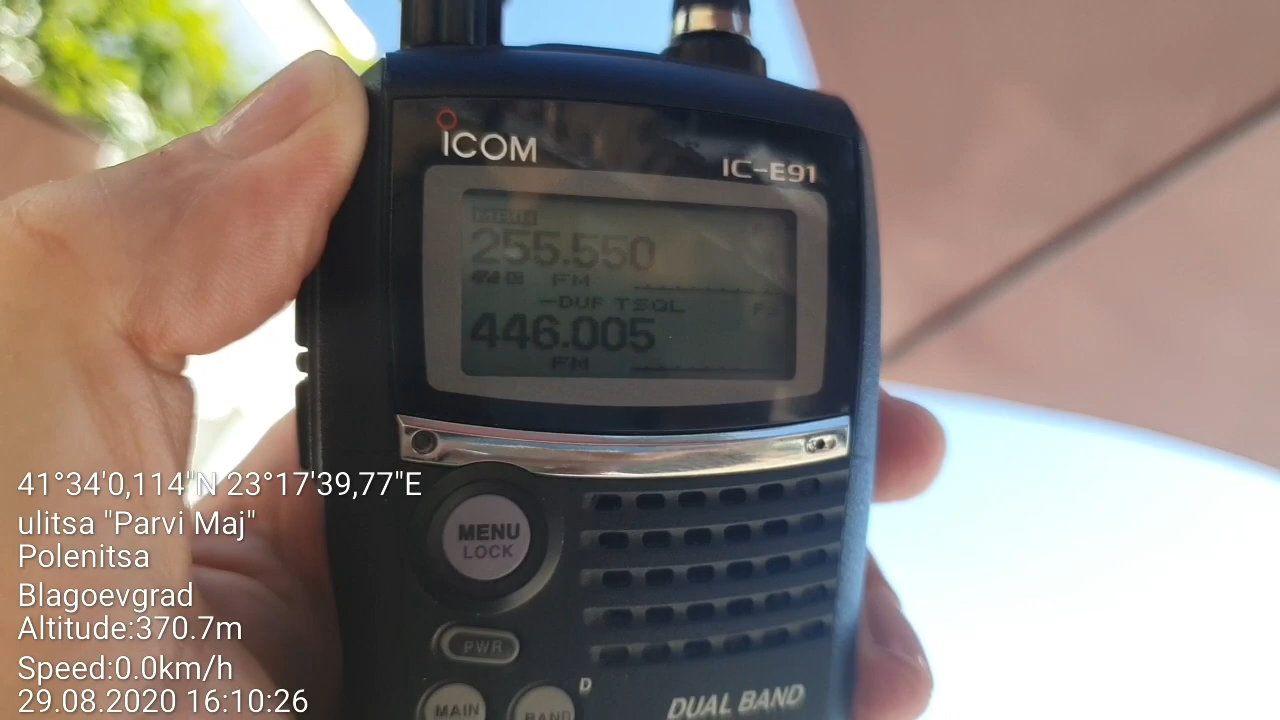 ICOM
IC-E91
255.550
FM
-DUP TSQL
446.005
FM
MENU
LOCK
PWR
MAIN
BAND
D
DUAL BAND
41°34'0,114"N 23°17'39,77"E
ulitsa "Parvi Maj"
Polenitsa
Blagoevgrad
Altitude:370.7m
Speed:0.0km/h
29.08.2020 16:10:26